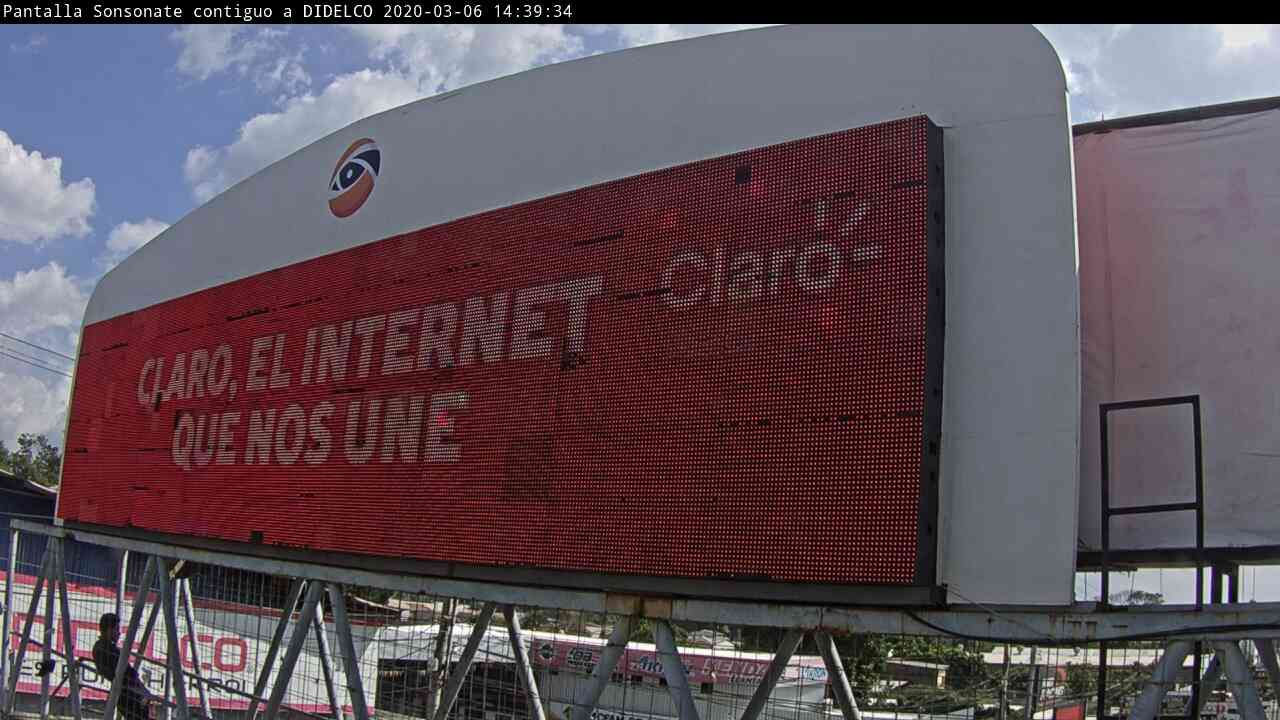 Pantalla Sonsonate contiguo a DIDELCO 2020-03-06 14:39:34
Claro
CLARO, EL INTERNET
QUE NOS UNE